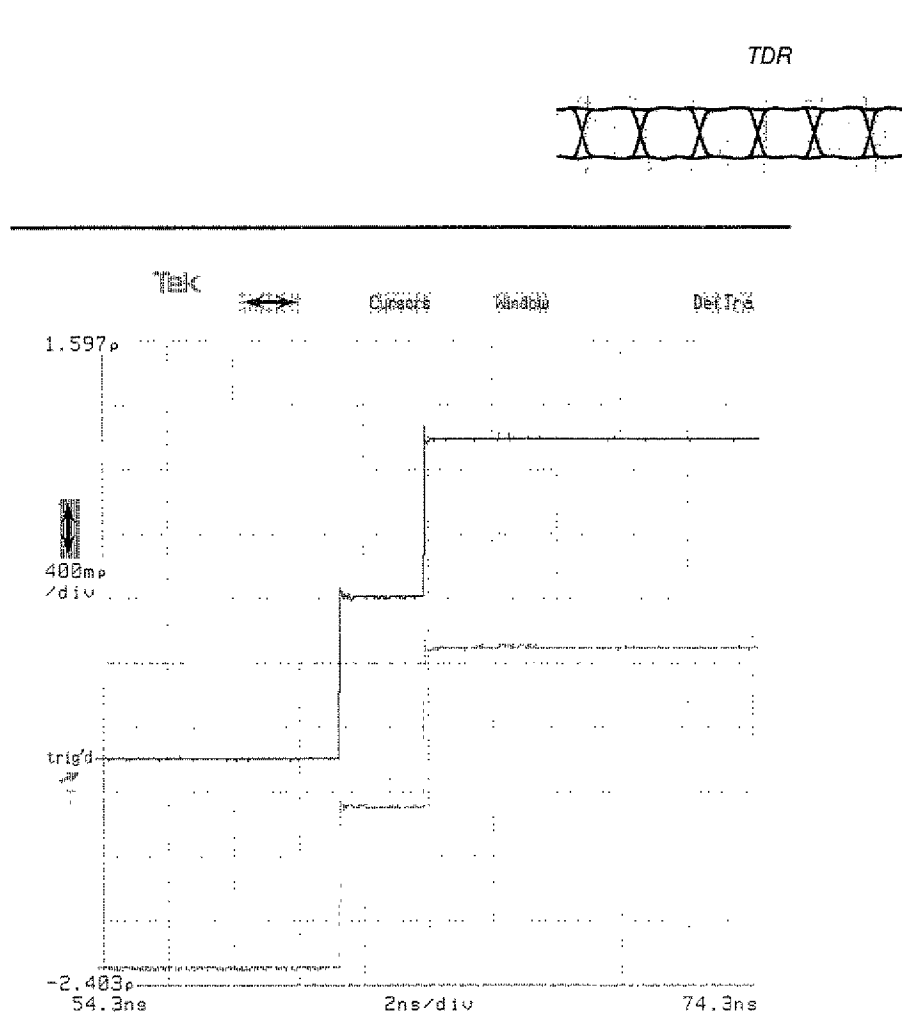 TDR
Tek
Cursors Window DefTra
1.597ρ
400mρ
/div
trig'd
-2.403ρ
54.3ns 2ns/div 74.3ns